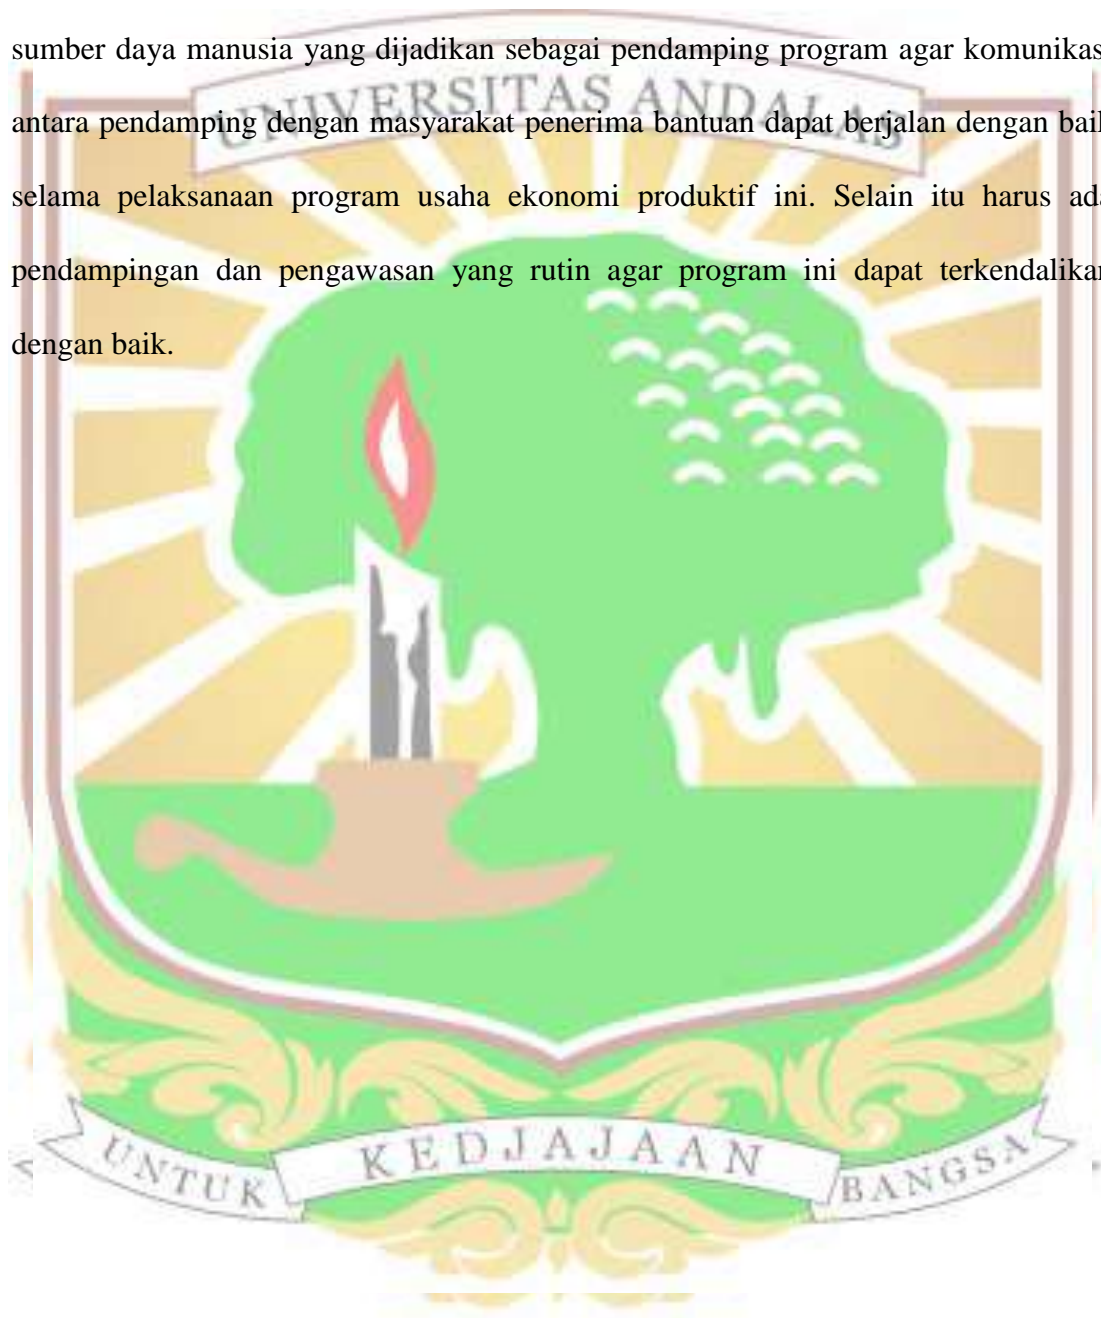 sumber daya manusia yang dijadikan sebagai pendamping program agar komunikas
UNIVERSITAS ANDALAS
antara pendamping dengan masyarakat penerima bantuan dapat berjalan dengan bai
selama pelaksanaan program usaha ekonomi produktif ini. Selain itu harus ad
pendampingan dan pengawasan yang rutin agar program ini dapat terkendalikan
dengan baik.
UNTUK KEDJAJAAN BANGSA